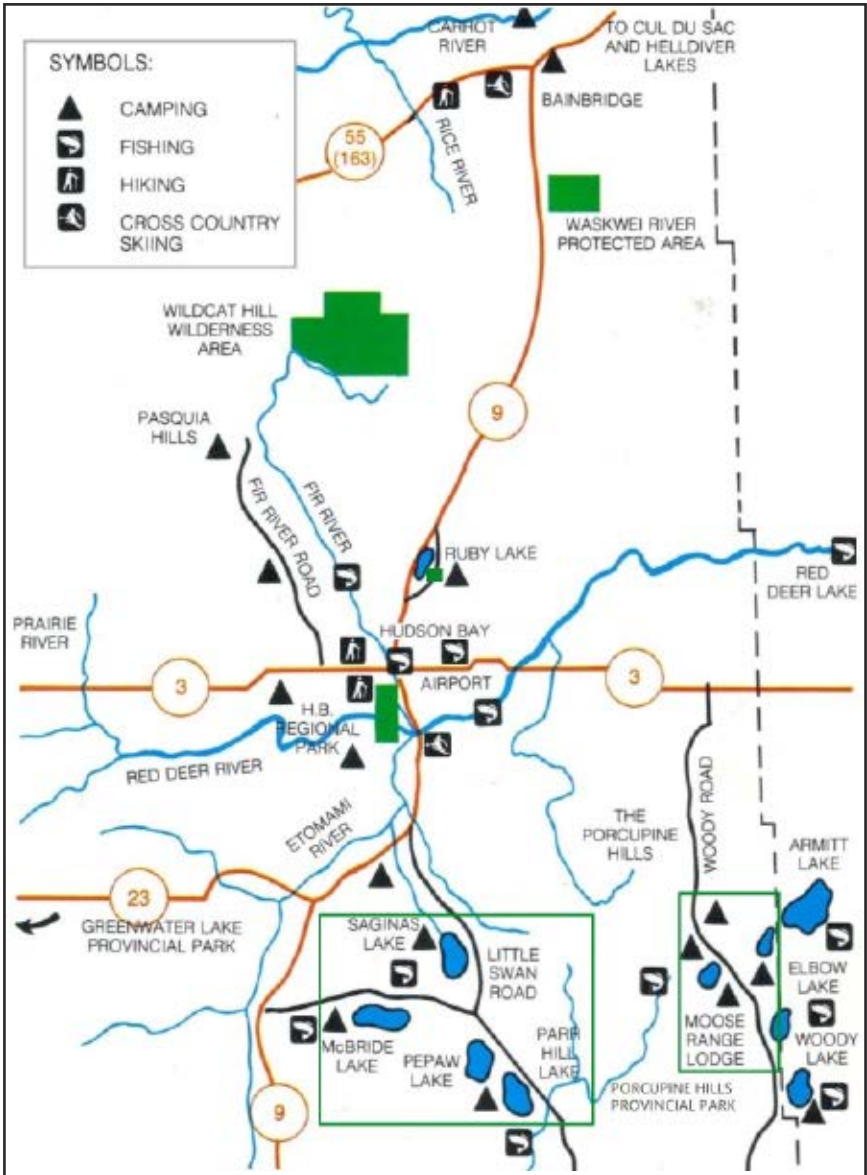 CARROT
RIVER
TO CUL DU SAC
AND HELLDIVER
LAKES
SYMBOLS:
CAMPING
FISHING
HIKING
CROSS COUNTRY
SKIING
BAINBRIDGE
55
(163)
RICE RIVER
WASKWEI RIVER
PROTECTED AREA
WILDCAT HILL
WILDERNESS
AREA
9
PASQUIA
HILLS
FIR RIVER ROAD
FIR RIVER
RUBY LAKE
RED
DEER LAKE
PRAIRIE
RIVER
HUDSON BAY
3
AIRPORT
3
H.B.
REGIONAL
PARK
RED DEER RIVER
WOODY ROAD
ETOMAMI
RIVER
THE
PORCUPINE
HILLS
ARMITT
LAKE
23
GREENWATER LAKE
PROVINCIAL PARK
SAGINAS
LAKE
LITTLE
SWAN
ROAD
ELBOW
LAKE
MOOSE
RANGE
LODGE
WOODY
LAKE
McBRIDE
LAKE
PEPAW
LAKE
PARR
HILL
LAKE
PORCUPINE HILLS
PROVINCIAL PARK
9